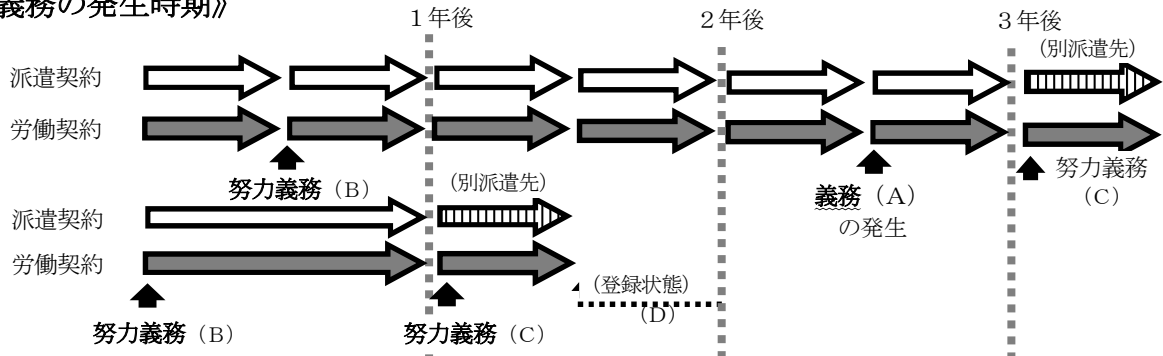 義務の発生時期》
１年後
２年後
３年後
(別派遣先)
派遣契約
労働契約
努力義務（B）
(別派遣先)
義務（A）
の発生
努力義務
（C）
派遣契約
労働契約
（登録状態）
（D）
努力義務（B）
努力義務（C）